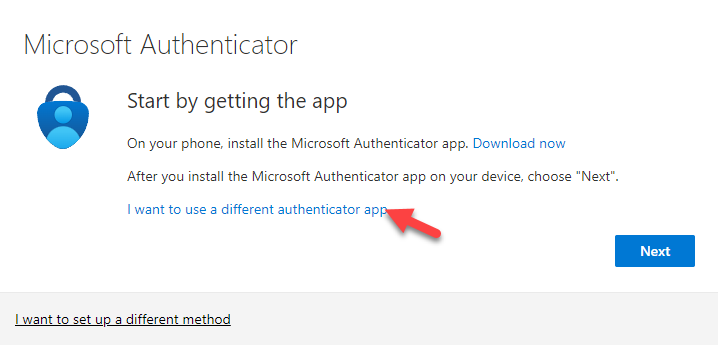 Microsoft Authenticator
Start by getting the app
On your phone, install the Microsoft Authenticator app. Download now
After you install the Microsoft Authenticator app on your device, choose "Next".
I want to use a different authenticator app
Next
I want to set up a different method